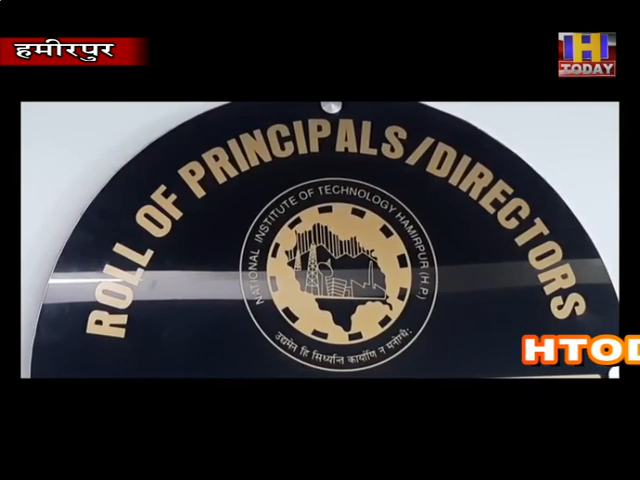 हमीरपुर
H
TODAY
ROLL OF PRINCIPALS/DIRECTORS
NATIONAL INSTITUTE OF TECHNOLOGY HAMIRPUR (H.P.)
उद्यमेन हि सिध्यन्ति कार्याणि न मनोरथैः
HTOD